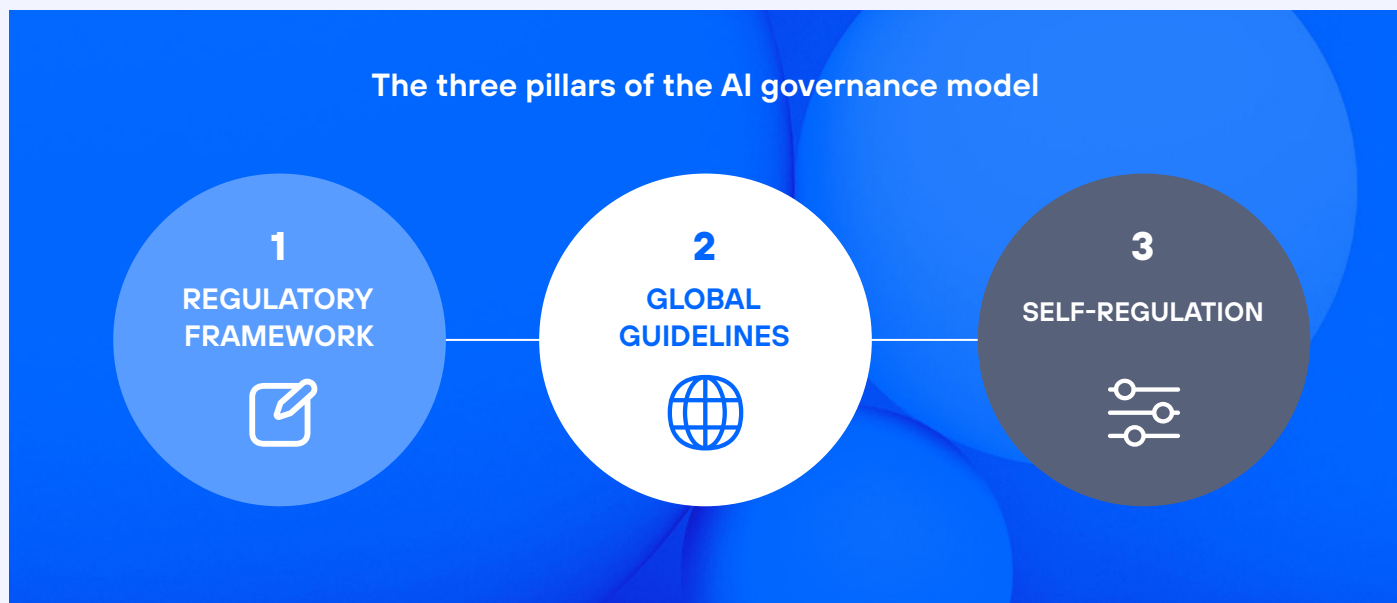 The three pillars of the AI governance model
1
REGULATORY
FRAMEWORK
2
GLOBAL
GUIDELINES
3
SELF-REGULATION